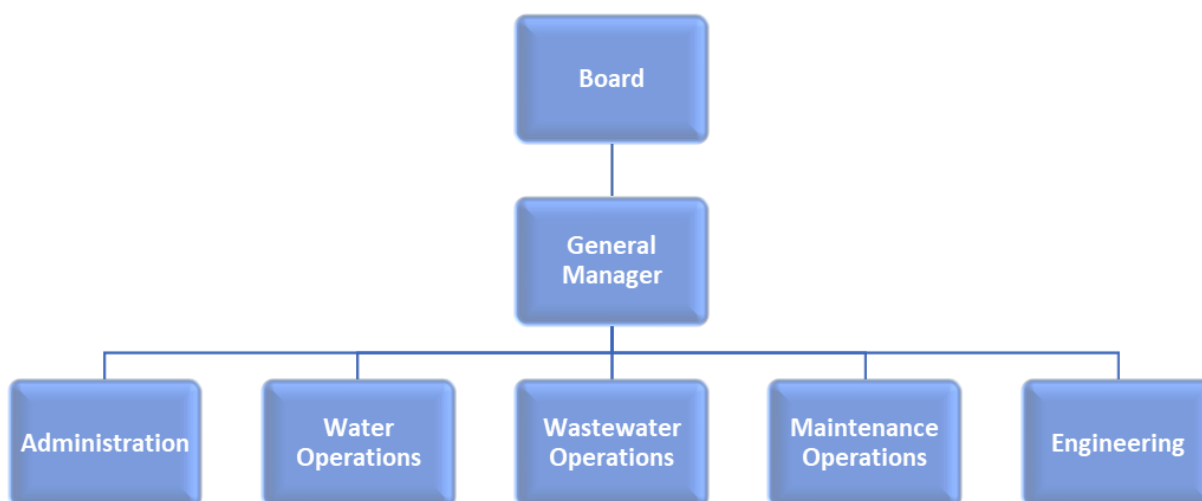 Board
General
Manager
Administration
Water
Operations
Wastewater
Operations
Maintenance
Operations
Engineering